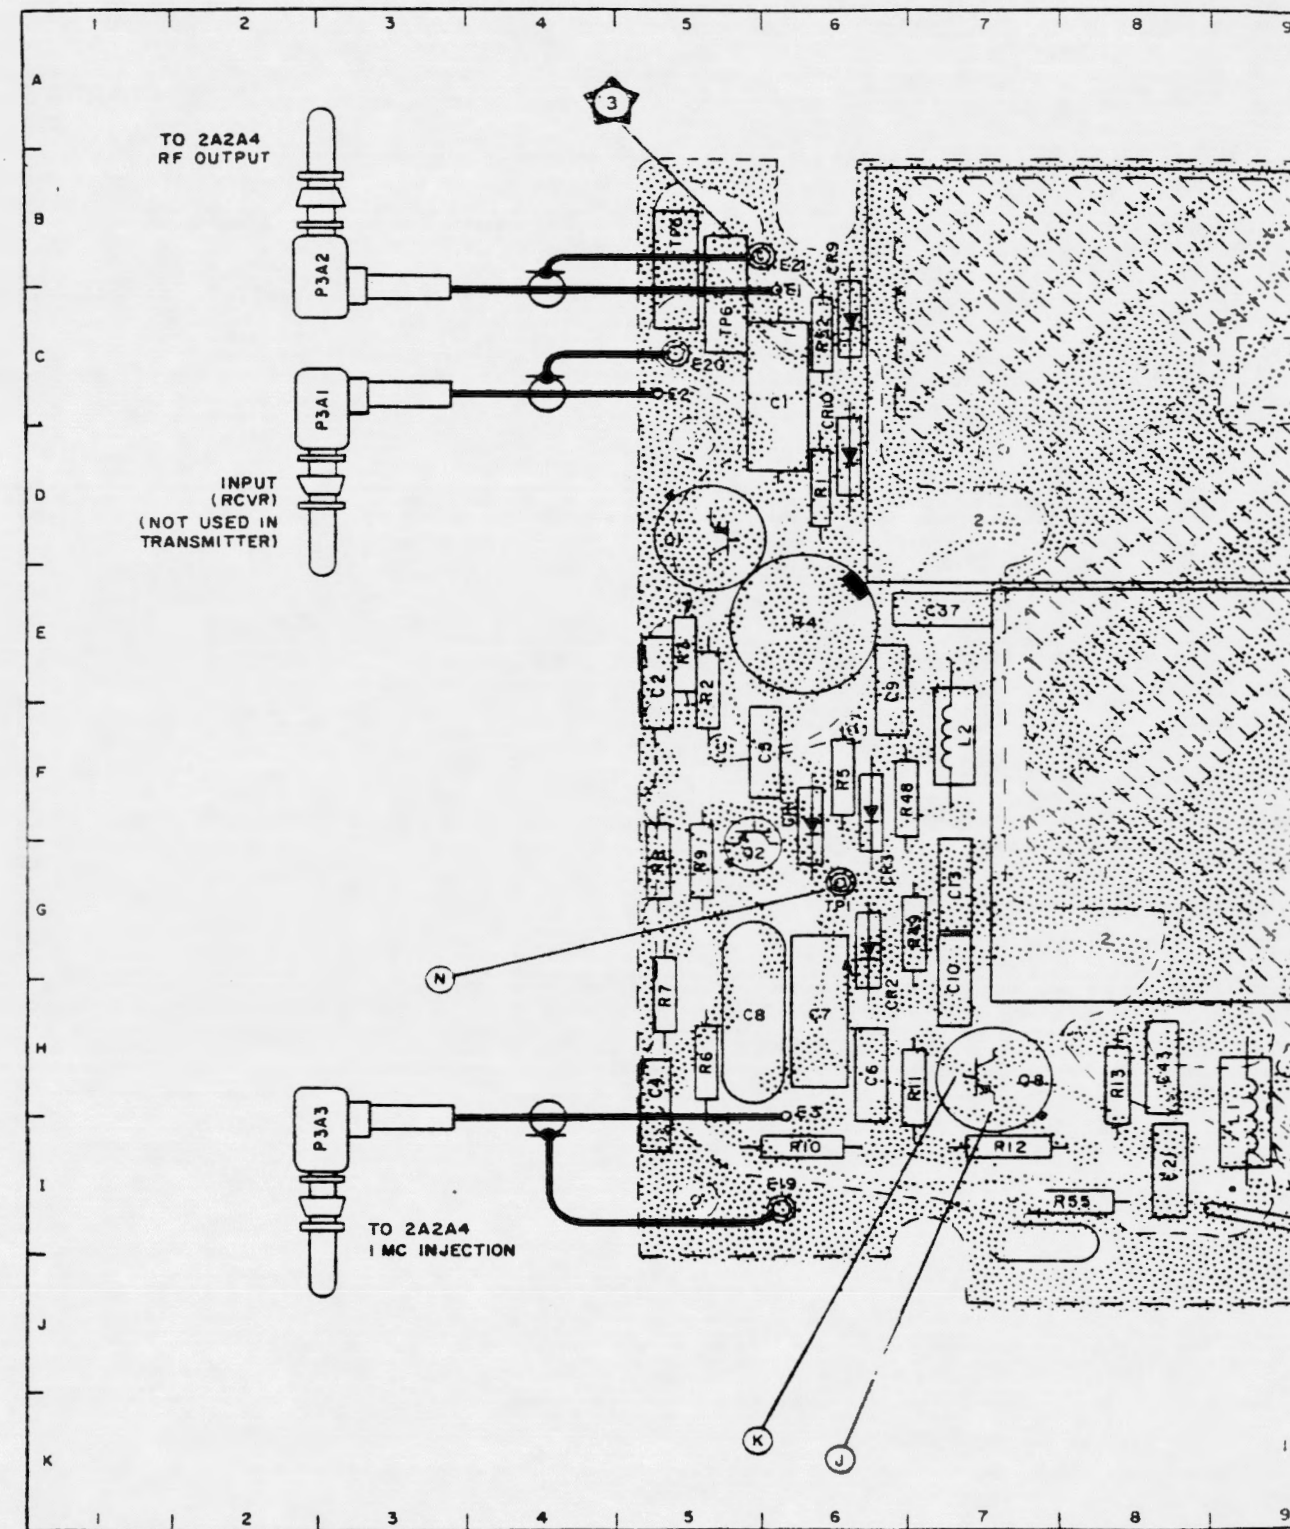 1 2 3 4 5 6 7 8 9
A
3
TO 2A2A4
RF OUTPUT
B
TP6
E21
CR9
P3A2
E1
TP6
R52
C
E20
P3A1
E2
C1
CR10
INPUT
(RCVR)
(NOT USED IN
TRANSMITTER)
D
R1
2
Q1
C37
E
R4
R3
C2
R2
C9
L2
F
C5
R5
R48
Q2
R8
R9
CR3
C13
G
TP1
R49
2
N
R7
C10
CR2
C8
C7
H
R6
C6
R11
Q8
R13
C43
C4
P3A3
E3
L1
R10
R12
C21
I
E19
R55
TO 2A2A4
1 MC INJECTION
J
K
J
K
1 2 3 4 5 6 7 8 9